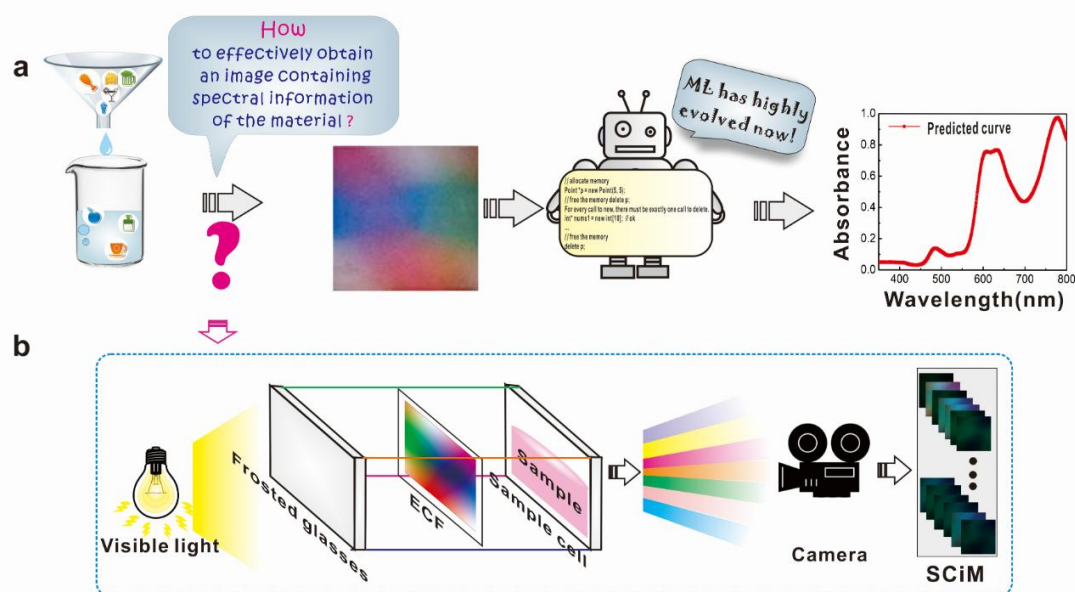 a
How
to effectively obtain
an image containing
spectral information
of the material ?
?
ML has highly
evolved now!
// allocate memory
Point *p = new Point(5, 5);
//free the memory delete p;
For every call to new, there must be exactly one call to delete.
int* nums1 = new int[10]; // ok
...
//free the memory
delete p;
Absorbance
1.0
0.8
0.6
0.4
0.2
0.0
Predicted curve
400
500
600
700
800
Wavelength(nm)
b
Visible light
Frosted glasses
ECF
Sample cell
Sample
Camera
SCiM